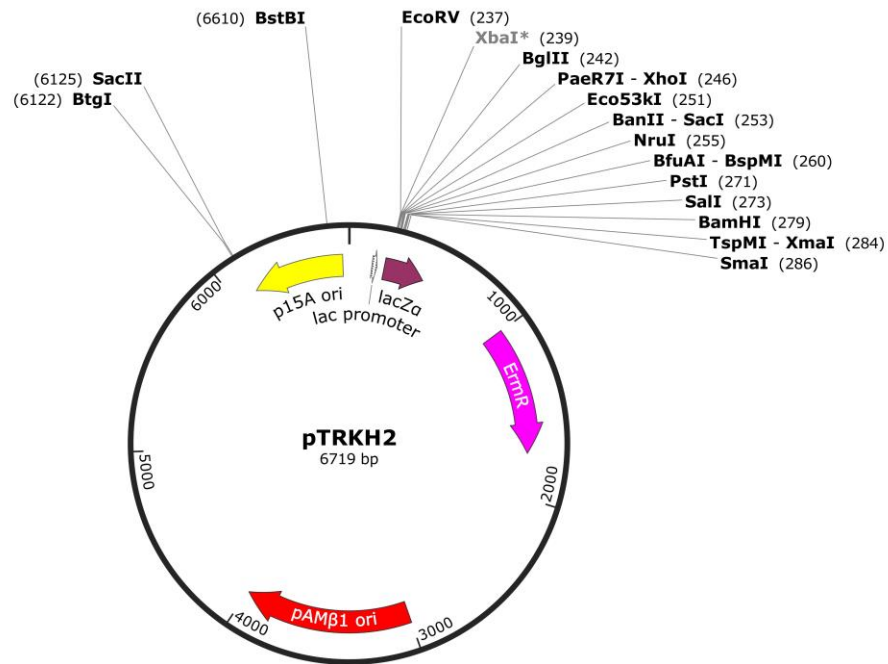 (6610) BstBI
EcoRV (237)
XbaI* (239)
BglII (242)
(6125) SacII
PaeR7I - XhoI (246)
(6122) BtgI
Eco53kI (251)
BanII - SacI (253)
NruI (255)
BfuAI - BspMI (260)
PstI (271)
SalI (273)
BamHI (279)
TspMI - XmaI (284)
SmaI (286)
6000
p15A ori
lac promoter
lacZα
1000
ErmR
pTRKH2
6719 bp
5000
2000
pAMβ1 ori
4000
3000